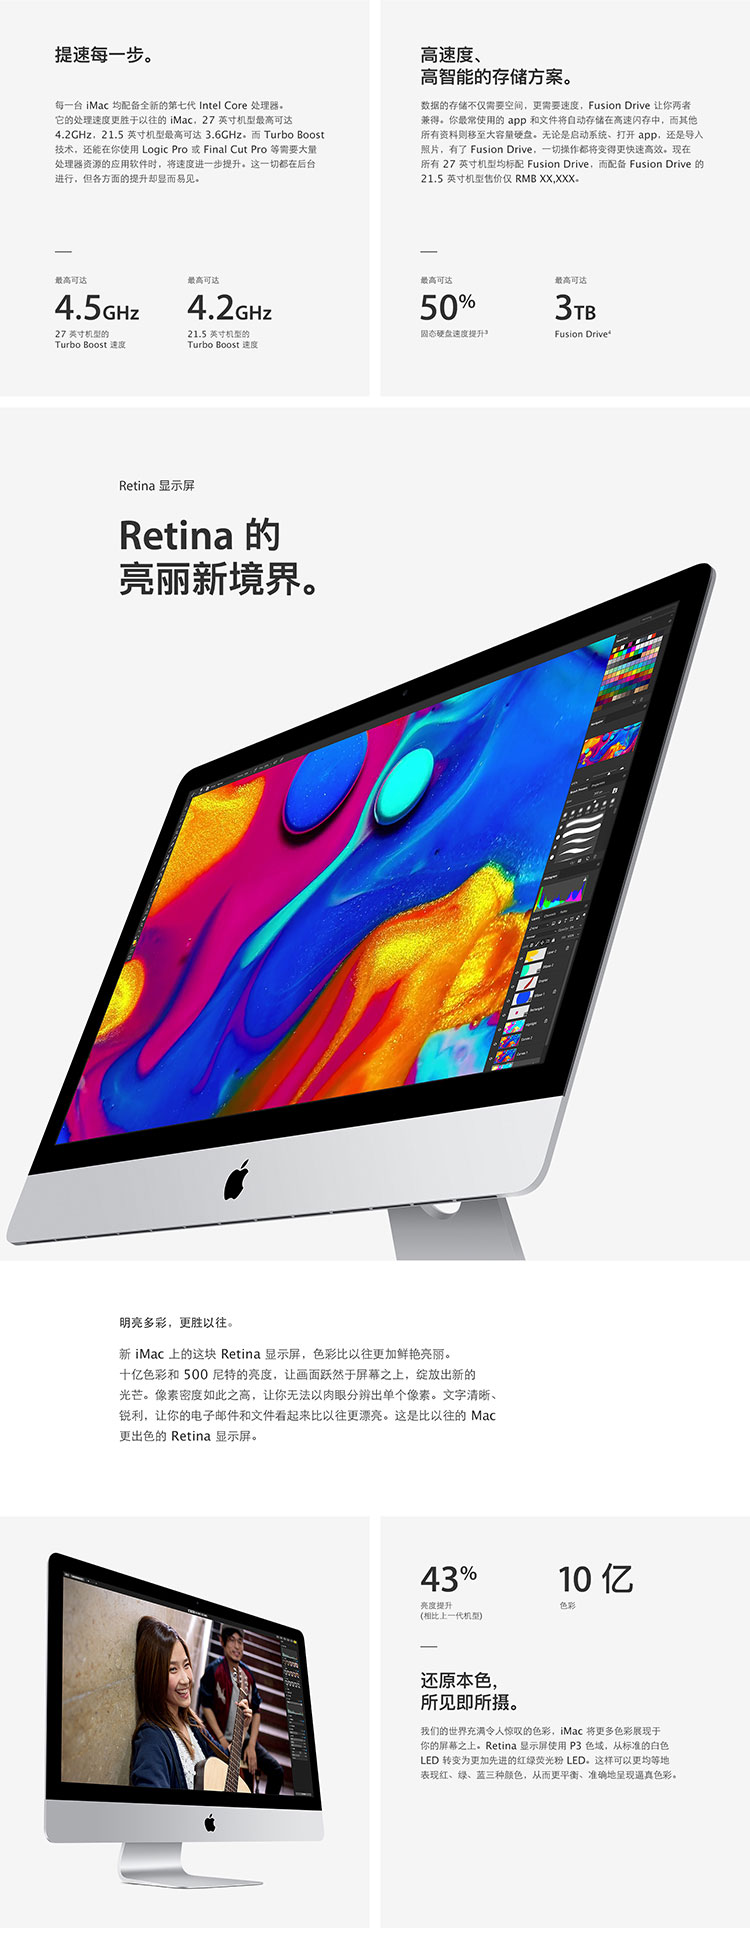 提速每一步。
每一台 iMac 均配备全新的第七代 Intel Core 处理器。
它的处理速度更胜于以往的 iMac，27 英寸机型最高可达
4.2GHz，21.5 英寸机型最高可达 3.6GHz。而 Turbo Boost
技术，还能在你使用 Logic Pro 或 Final Cut Pro 等需要大量
处理器资源的应用软件时，将速度进一步提升。这一切都在后台
进行，但各方面的提升却显而易见。
最高可达
4.5GHz
27 英寸机型的
Turbo Boost 速度
最高可达
4.2GHz
21.5 英寸机型的
Turbo Boost 速度
高速度、
高智能的存储方案。
数据的存储不仅需要空间，更需要速度，Fusion Drive 让你两者
兼得。你最常使用的 app 和文件将自动存储在高速闪存中，而其他
所有资料则移至大容量硬盘。无论是启动系统、打开 app，还是导入
照片，有了 Fusion Drive，一切操作都将变得更快速高效。现在
所有 27 英寸机型均标配 Fusion Drive，而配备 Fusion Drive 的
21.5 英寸机型售价仅 RMB XX,XXX。
最高可达
50%
固态硬盘速度提升³
最高可达
3TB
Fusion Drive⁴
Retina 显示屏
Retina 的
亮丽新境界。
明亮多彩，更胜以往。
新 iMac 上的这块 Retina 显示屏，色彩比以往更加鲜艳亮丽。
十亿色彩和 500 尼特的亮度，让画面跃然于屏幕之上，绽放出新的
光芒。像素密度如此之高，让你无法以肉眼分辨出单个像素。文字清晰、
锐利，让你的电子邮件和文件看起来比以往更漂亮。这是比以往的 Mac
更出色的 Retina 显示屏。
43%
亮度提升
(相比上一代机型)
10 亿
色彩
还原本色，
所见即所摄。
我们的世界充满令人惊叹的色彩，iMac 将更多色彩展现于
你的屏幕之上。Retina 显示屏使用 P3 色域，从标准的白色
LED 转变为更加先进的红绿荧光粉 LED。这样可以更均等地
表现红、绿、蓝三种颜色，从而更平衡、准确地呈现逼真色彩。